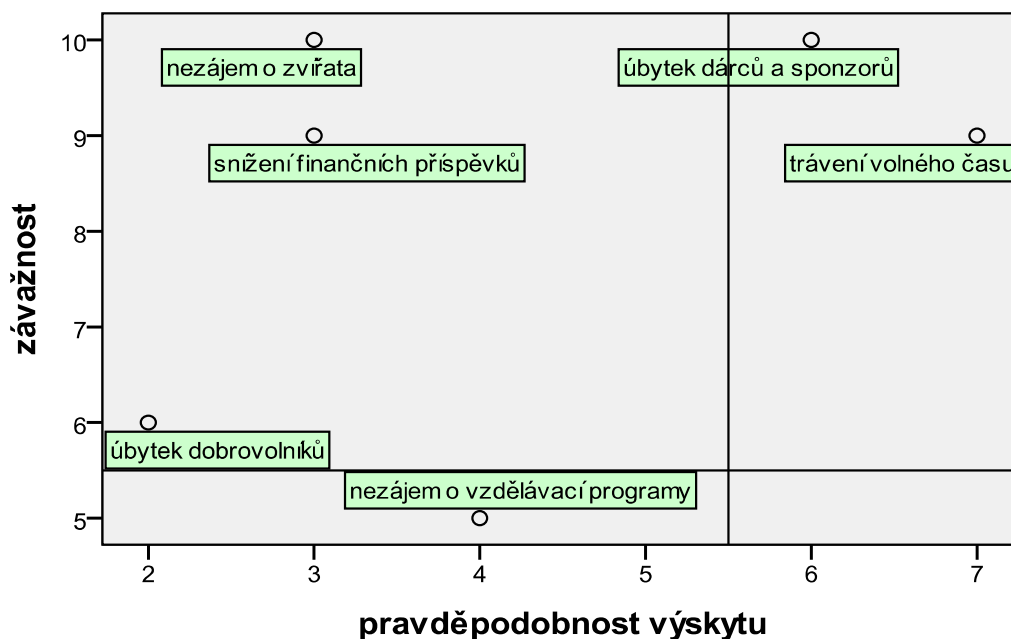 10
nezájem o zvířata
úbytek dárců a sponzorů
9
snížení finančních příspěvků
trávení volného času
8
závažnost
7
6
úbytek dobrovolníků
nezájem o vzdělávací programy
5
2 3 4 5 6 7
pravděpodobnost výskytu